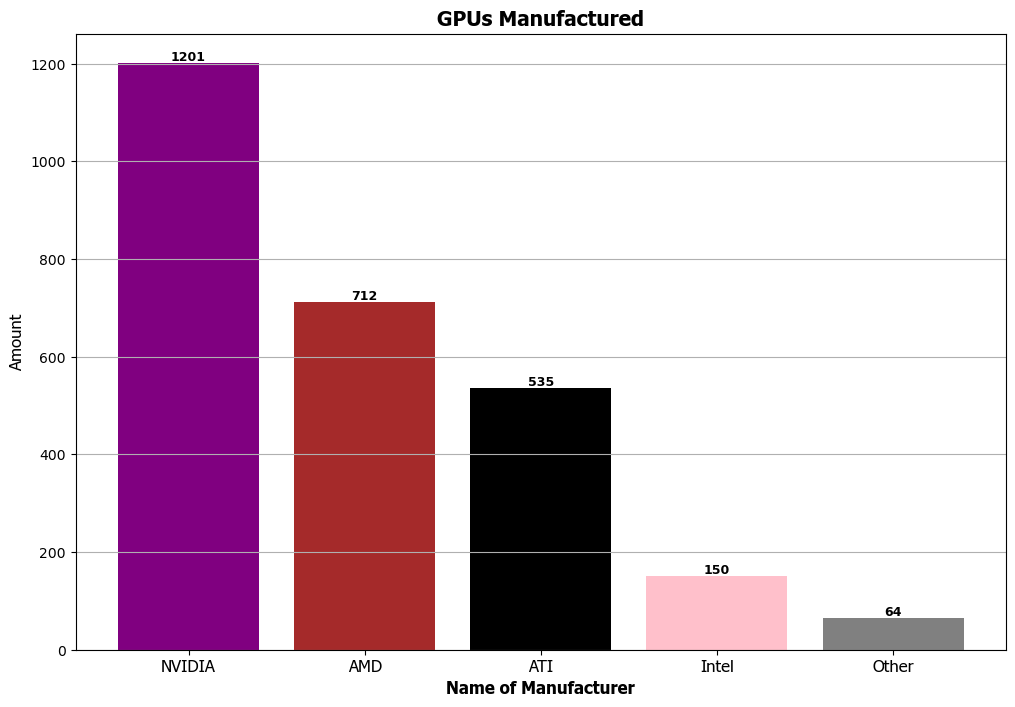 GPUs Manufactured
1201
1200
1000
800
712
600
535
400
200
150
64
0
Amount
NVIDIA
AMD
ATI
Intel
Other
Name of Manufacturer